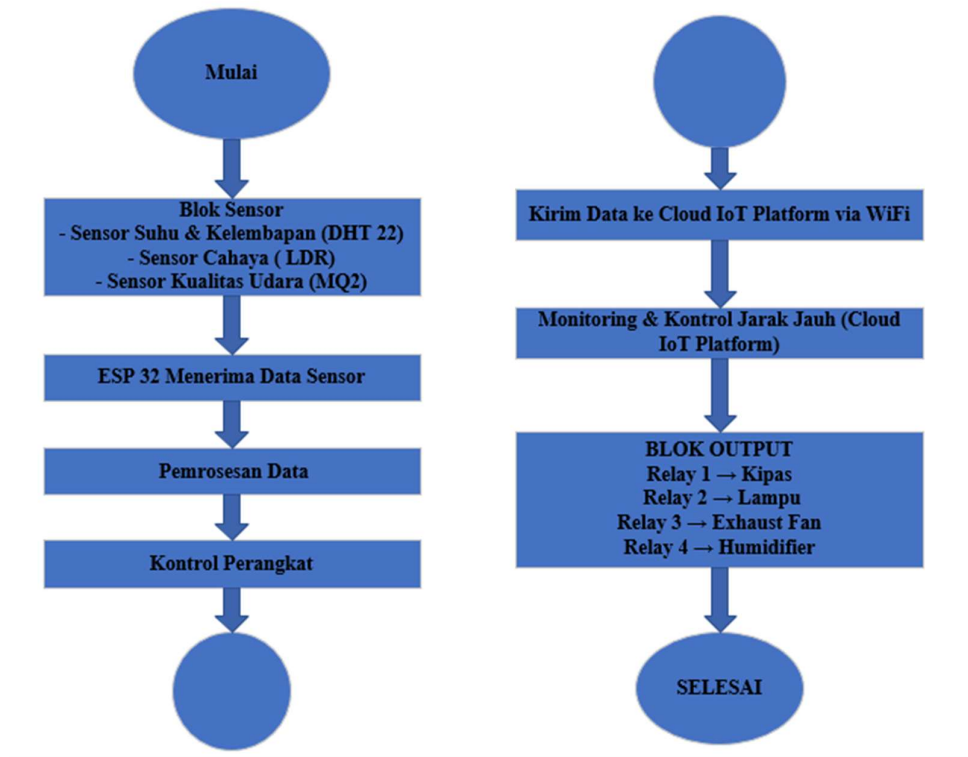 Mulai
Blok Sensor
- Sensor Suhu & Kelembapan (DHT 22)
- Sensor Cahaya ( LDR)
- Sensor Kualitas Udara (MQ2)
ESP 32 Menerima Data Sensor
Pemrosesan Data
Kontrol Perangkat
Kirim Data ke Cloud IoT Platform via WiFi
Monitoring & Kontrol Jarak Jauh (Cloud
IoT Platform)
BLOK OUTPUT
Relay 1 → Kipas
Relay 2 → Lampu
Relay 3 → Exhaust Fan
Relay 4 → Humidifier
SELESAI